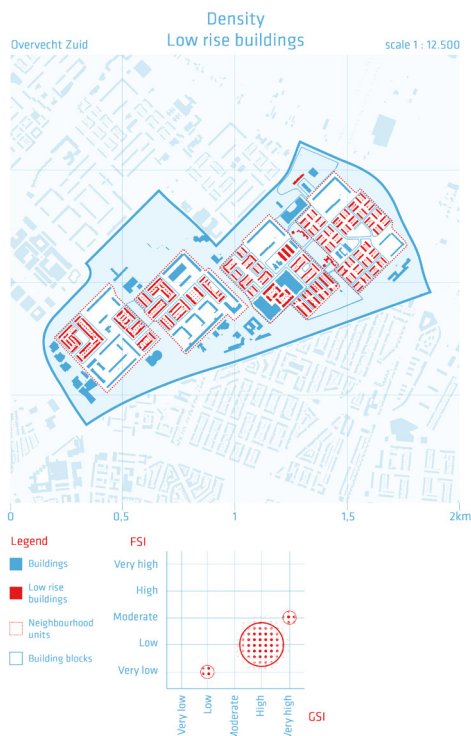 Density
Low rise buildings
Overvecht Zuid
scale 1 : 12.500
0
0,5
1
1,5
2km
Legend
Buildings
Low rise
buildings
Neighbourhood
units
Building blocks
FSI
Very high
High
Moderate
Low
Very low
Very low
Low
Moderate
High
Very high
GSI